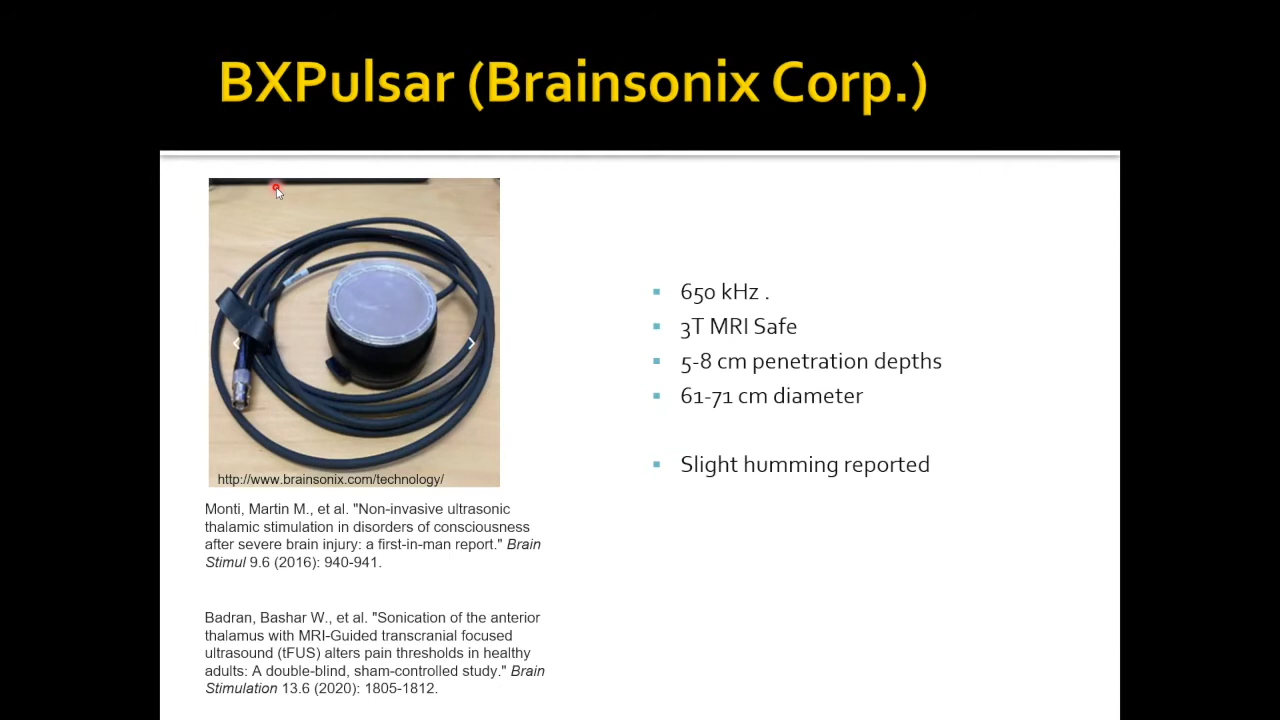 BXPulsar (Brainsonix Corp.)
http://www.brainsonix.com/technology/
Monti, Martin M., et al. "Non-invasive ultrasonic
thalamic stimulation in disorders of consciousness
after severe brain injury: a first-in-man report." Brain
Stimul 9.6 (2016): 940-941.
Badran, Bashar W., et al. "Sonication of the anterior
thalamus with MRI-Guided transcranial focused
ultrasound (tFUS) alters pain thresholds in healthy
adults: A double-blind, sham-controlled study." Brain
Stimulation 13.6 (2020): 1805-1812.
650 kHz .
3T MRI Safe
5-8 cm penetration depths
61-71 cm diameter
Slight humming reported